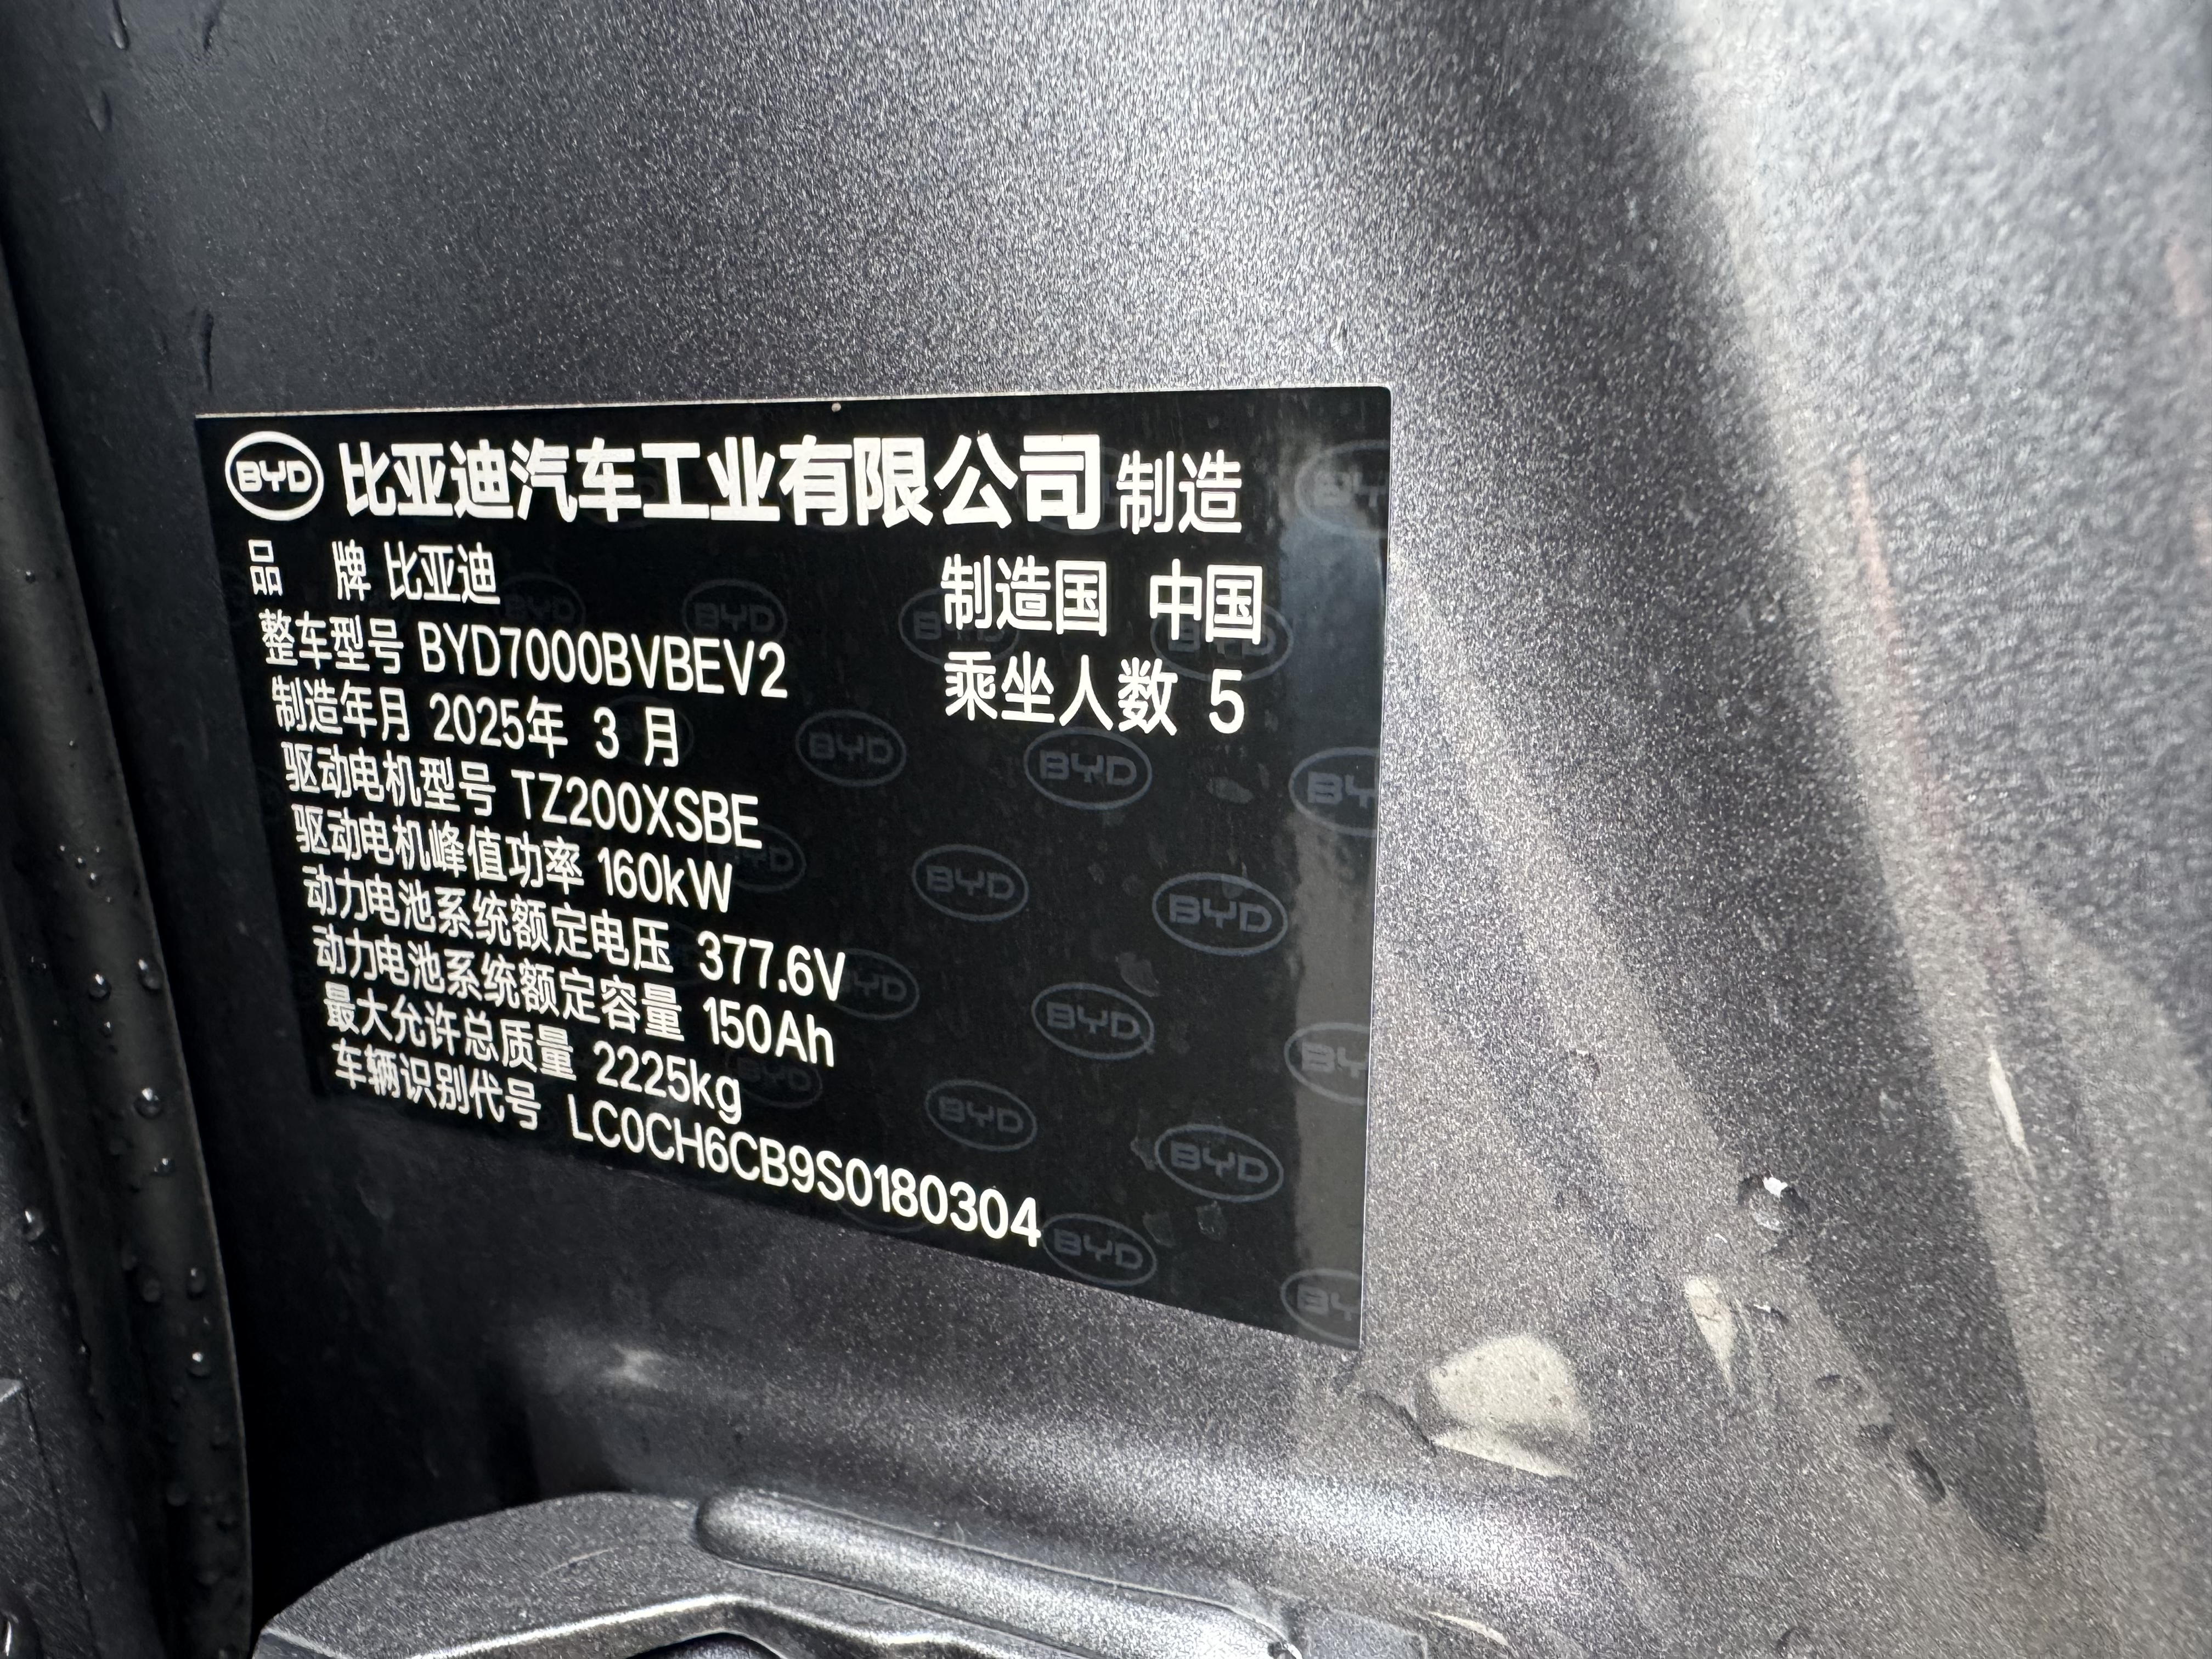 BYD 比亚迪汽车工业有限公司 制造
品 牌 比亚迪 制造国 中国
整车型号 BYD7000BVBEV2 乘坐人数 5
制造年月 2025年 3 月
驱动电机型号 TZ200XSBE
驱动电机峰值功率 160kW
动力电池系统额定电压 377.6V
动力电池系统额定容量 150Ah
最大允许总质量 2225kg
车辆识别代号 LC0CH6CB9S0180304